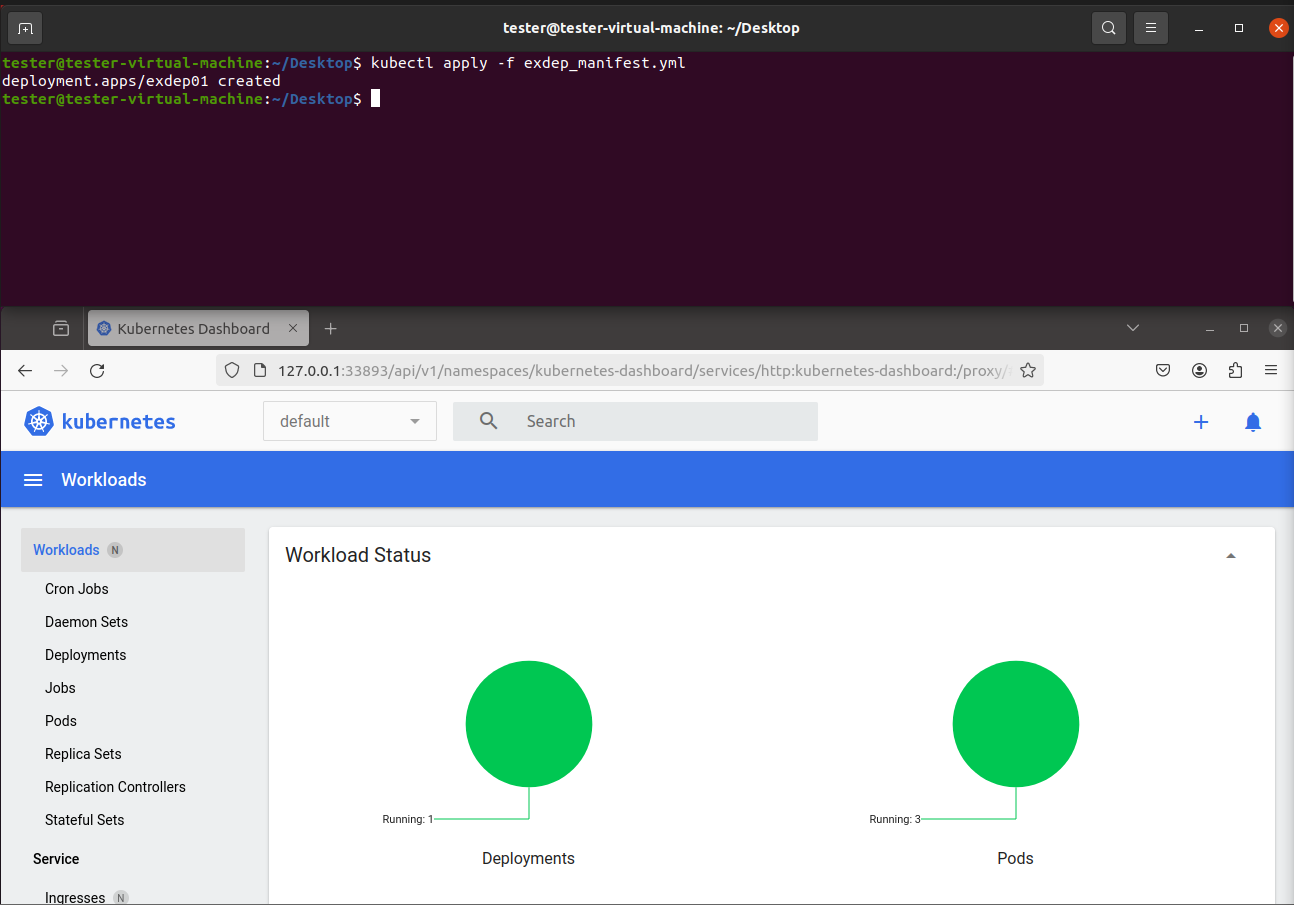 tester@tester-virtual-machine: ~/Desktop
tester@tester-virtual-machine:~/Desktop$ kubectl apply -f exdep_manifest.yml
deployment.apps/exdep01 created
tester@tester-virtual-machine:~/Desktop$
Kubernetes Dashboard
127.0.0.1:33893/api/v1/namespaces/kubernetes-dashboard/services/http:kubernetes-dashboard:/proxy/
kubernetes
default
Search
Workloads
Workloads N
Cron Jobs
Daemon Sets
Deployments
Jobs
Pods
Replica Sets
Replication Controllers
Stateful Sets
Service
Ingresses N
Workload Status
Running: 1
Deployments
Running: 3
Pods